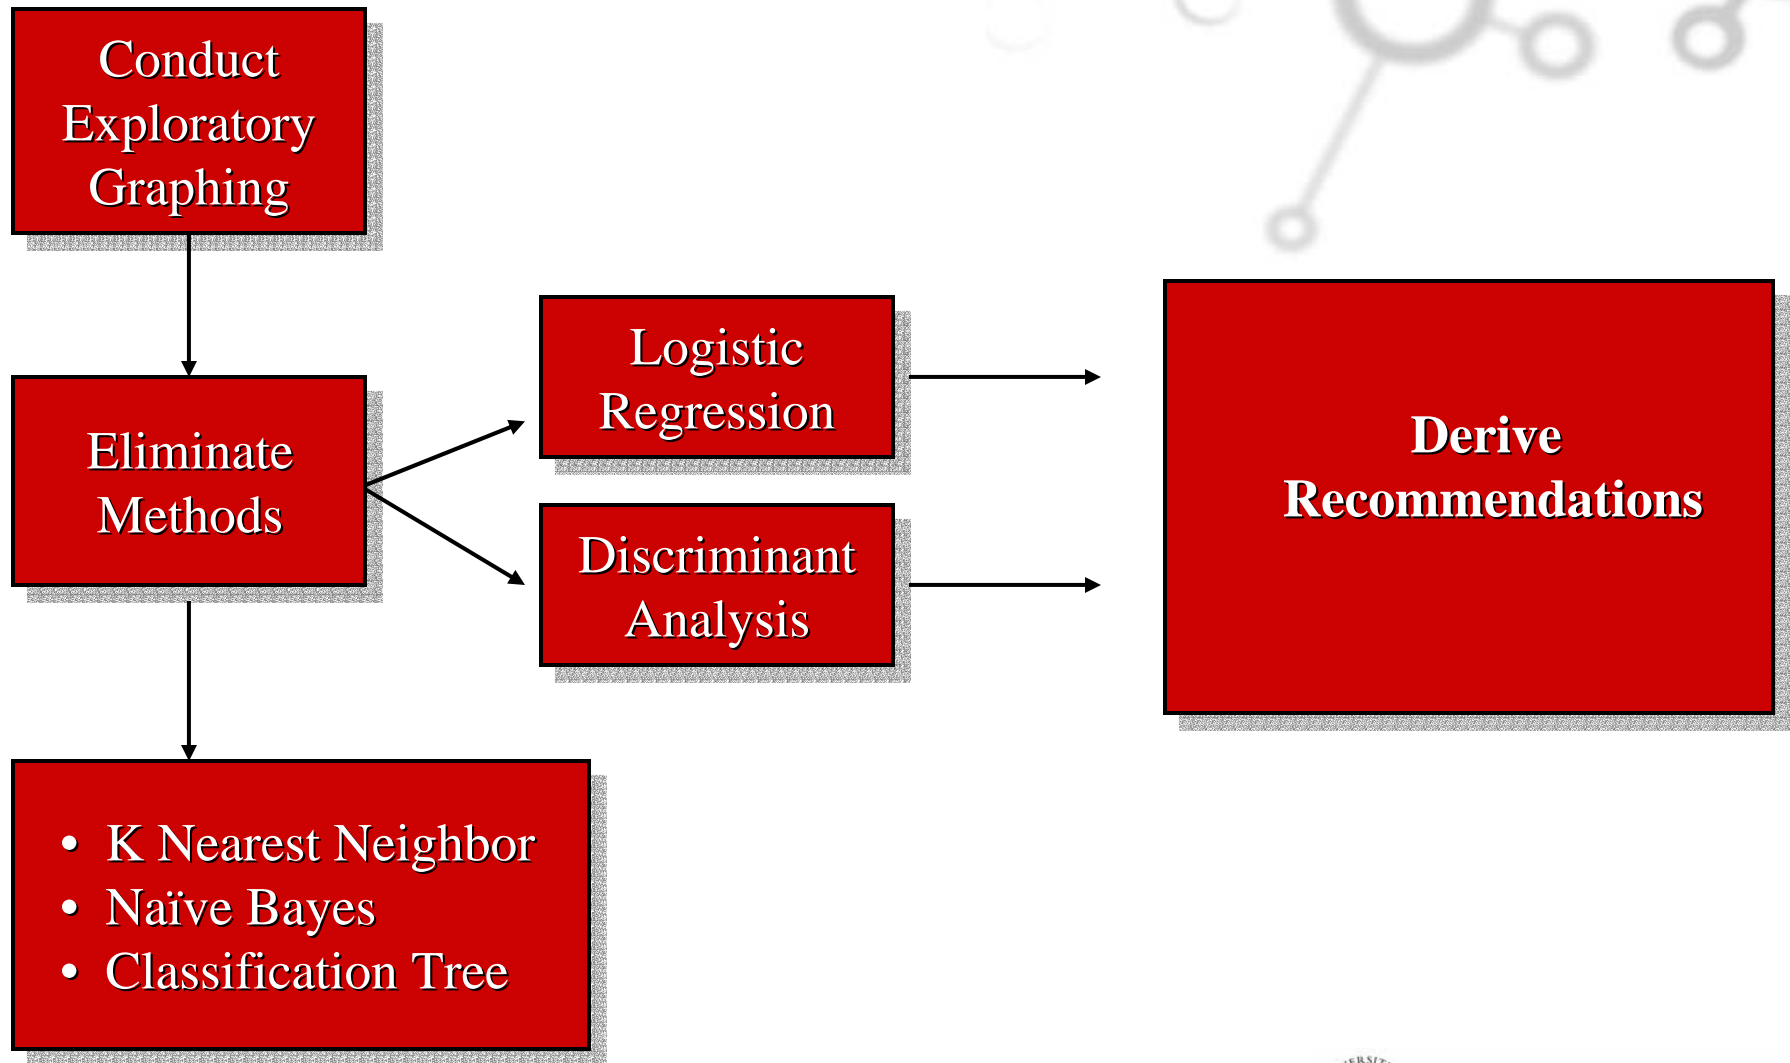 Conduct
Exploratory
Graphing
Eliminate
Methods
Logistic
Regression
Discriminant
Analysis
Derive
Recommendations
• K Nearest Neighbor
• Naïve Bayes
• Classification Tree